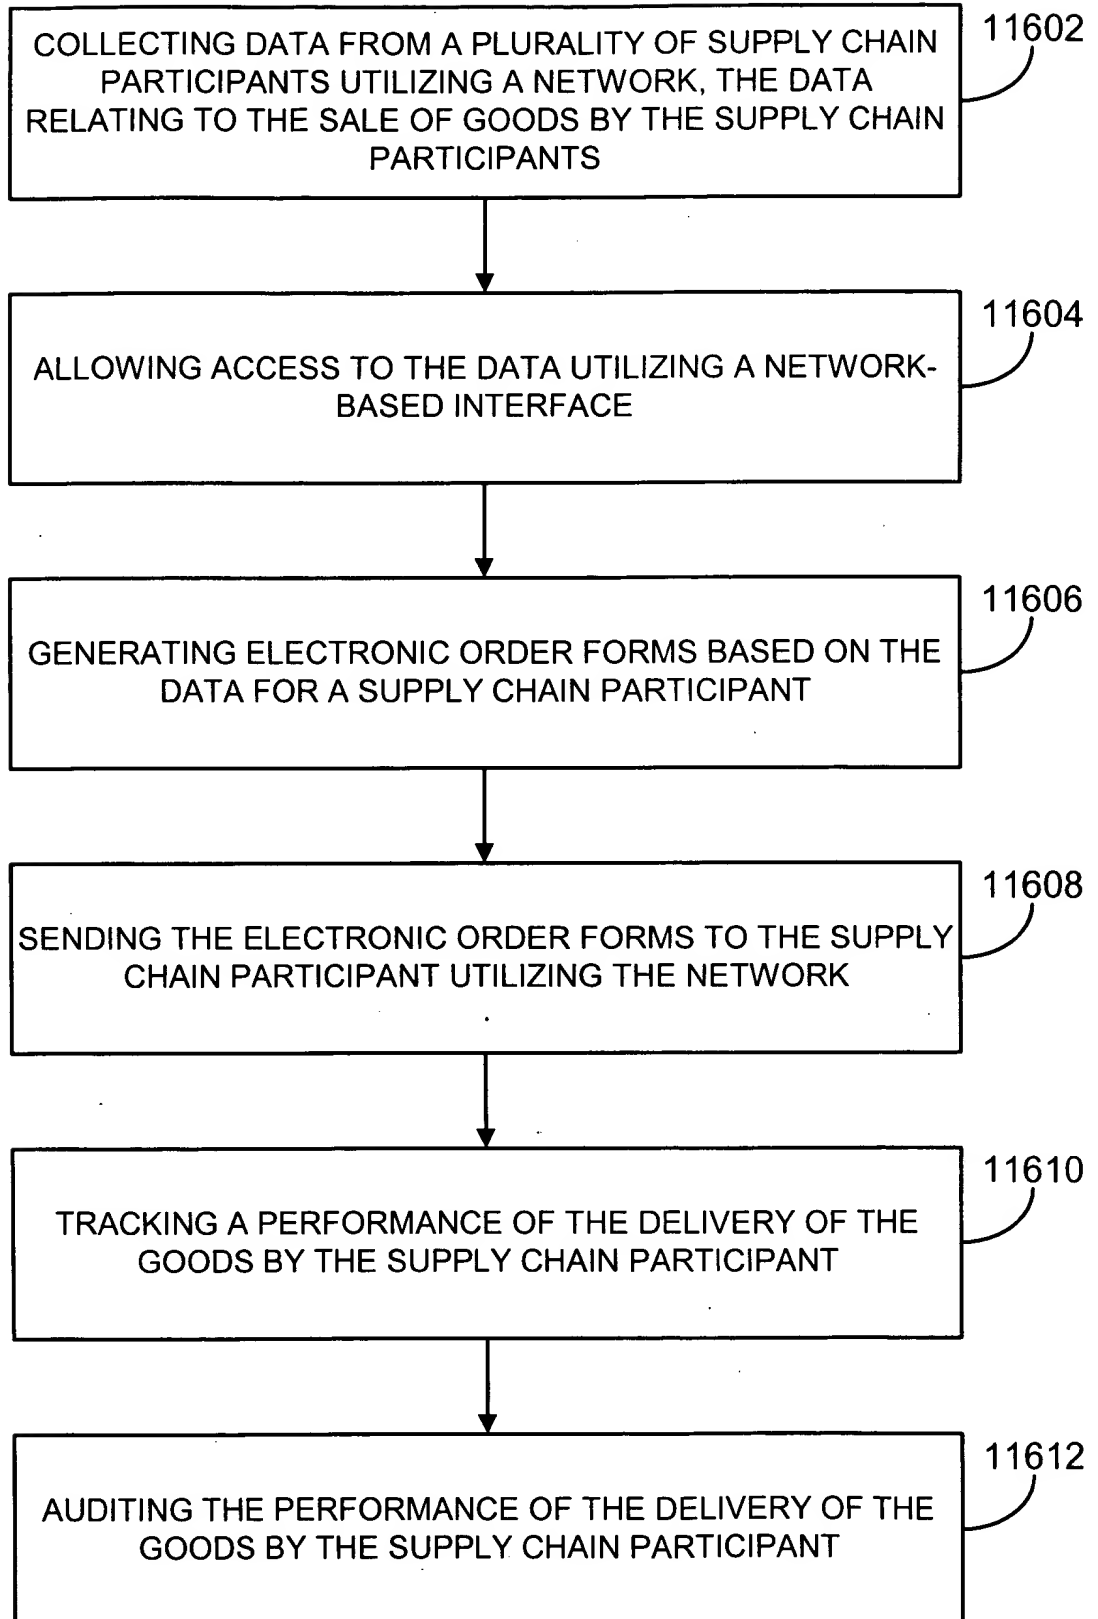 COLLECTING DATA FROM A PLURALITY OF SUPPLY CHAIN
PARTICIPANTS UTILIZING A NETWORK, THE DATA
RELATING TO THE SALE OF GOODS BY THE SUPPLY CHAIN
PARTICIPANTS
11602
ALLOWING ACCESS TO THE DATA UTILIZING A NETWORK-
BASED INTERFACE
11604
GENERATING ELECTRONIC ORDER FORMS BASED ON THE
DATA FOR A SUPPLY CHAIN PARTICIPANT
11606
SENDING THE ELECTRONIC ORDER FORMS TO THE SUPPLY
CHAIN PARTICIPANT UTILIZING THE NETWORK
11608
TRACKING A PERFORMANCE OF THE DELIVERY OF THE
GOODS BY THE SUPPLY CHAIN PARTICIPANT
11610
AUDITING THE PERFORMANCE OF THE DELIVERY OF THE
GOODS BY THE SUPPLY CHAIN PARTICIPANT
11612